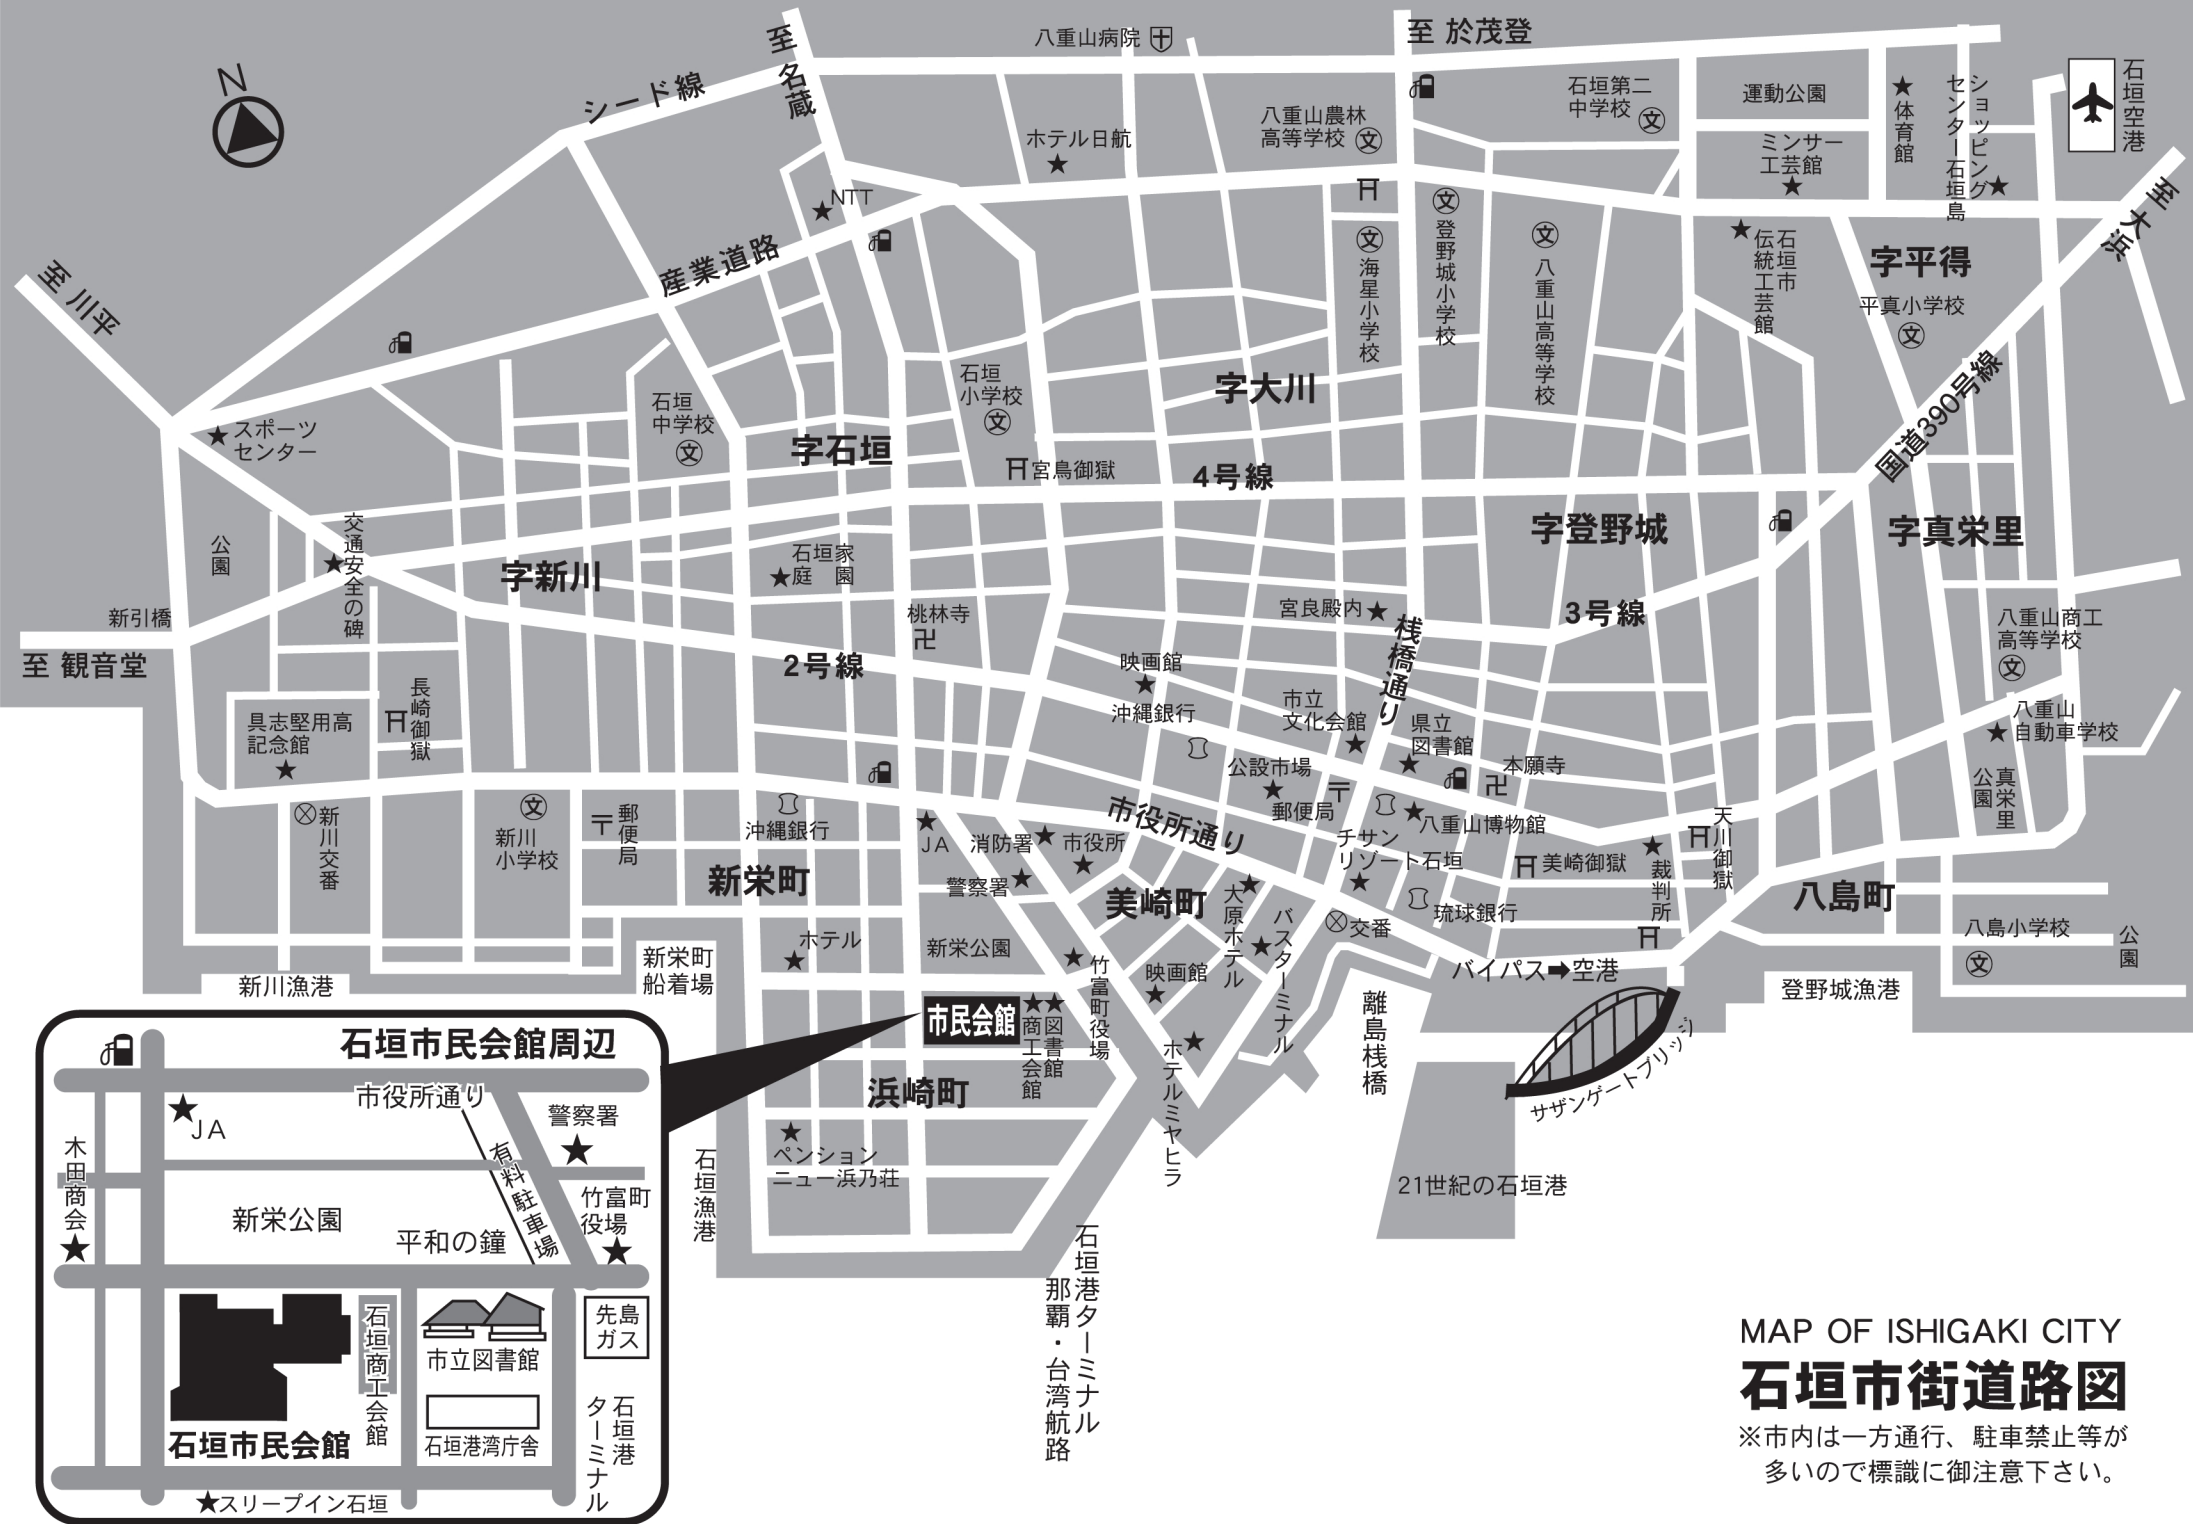 N
至 名蔵
シード線
八重山病院
至 於茂登
石垣第二
中学校
文
運動公園
体育館
ショッピング
センター石垣島
石垣空港
八重山農林
高等学校
文
ホテル日航
ミンサー
工芸館
至 大浜
NTT
産業道路
文
登野城小学校
文
海星小学校
文
八重山高等学校
石垣市
伝統工芸館
字平得
平真小学校
文
至 川平
国道390号線
スポーツ
センター
石垣
中学校
文
石垣
小学校
文
字大川
字石垣
宮鳥御獄
4号線
字登野城
字真栄里
公園
交通安全の碑
字新川
石垣家
庭 園
新引橋
桃林寺
卍
宮良殿内
3号線
八重山商工
高等学校
文
至 観音堂
2号線
桟橋通り
映画館
沖縄銀行
市立
文化会館
県立
図書館
長崎御獄
具志堅用高
記念館
八重山
自動車学校
公設市場
本願寺
卍
真栄里
公園
新川交番
文
新川
小学校
〒
郵便局
沖縄銀行
JA
消防署
市役所
市役所通り
〒
郵便局
八重山博物館
チサン
リゾート石垣
美崎御獄
裁判所
天川御獄
新栄町
警察署
美崎町
大原ホテル
バスターミナル
交番
琉球銀行
八島町
八島小学校
文
公園
ホテル
新栄公園
新栄町
船着場
新川漁港
竹富町役場
映画館
バイパス➡空港
登野城漁港
市民会館
図書館
商工会館
ホテルミヤヒラ
離島桟橋
サザンゲートブリッジ
浜崎町
ペンション
ニュー浜乃荘
石垣漁港
21世紀の石垣港
石垣港ターミナル
那覇・台湾航路
石垣市民会館周辺
市役所通り
JA
警察署
有料駐車場
木田商会
新栄公園
平和の鐘
竹富町
役場
石垣商工会館
先島
ガス
市立図書館
石垣市民会館
石垣港湾庁舎
石垣港
ターミナル
スリープイン石垣
MAP OF ISHIGAKI CITY
石垣市街道路図
※市内は一方通行、駐車禁止等が
多いので標識に御注意下さい。